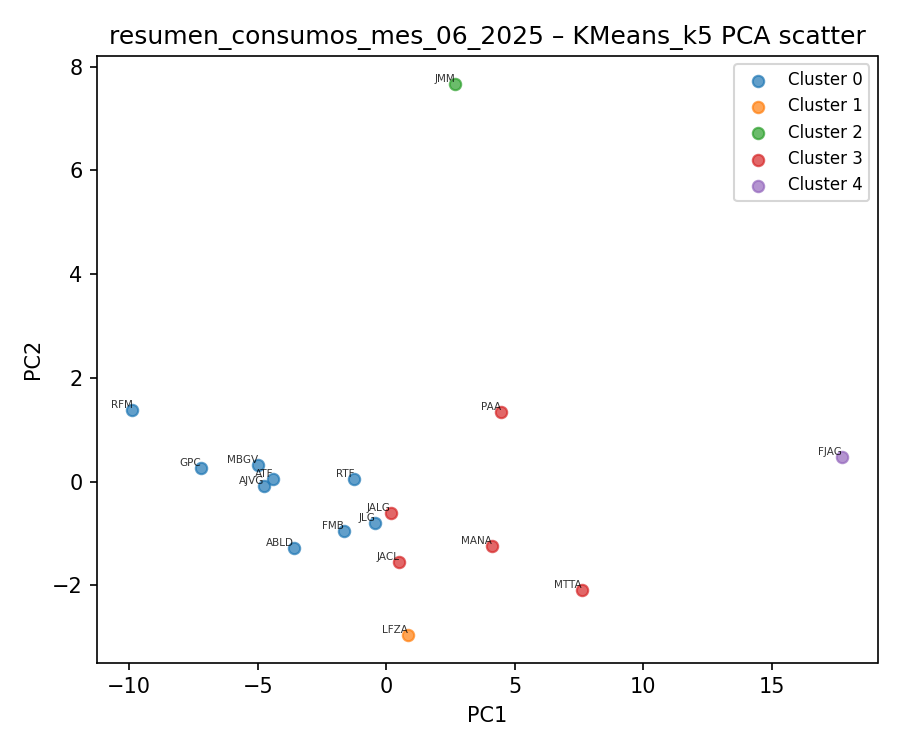 resumen_consumos_mes_06_2025 – KMeans_k5 PCA scatter
Cluster 0
Cluster 1
Cluster 2
Cluster 3
Cluster 4
8
6
4
2
0
−2
PC2
JMM
RFM
PAA
GPC
MBGV
ATF
AJVG
RTF
FJAG
JALG
JLG
FMB
ABLD
JACL
MANA
MTTA
LFZA
−10
−5
0
5
10
15
PC1